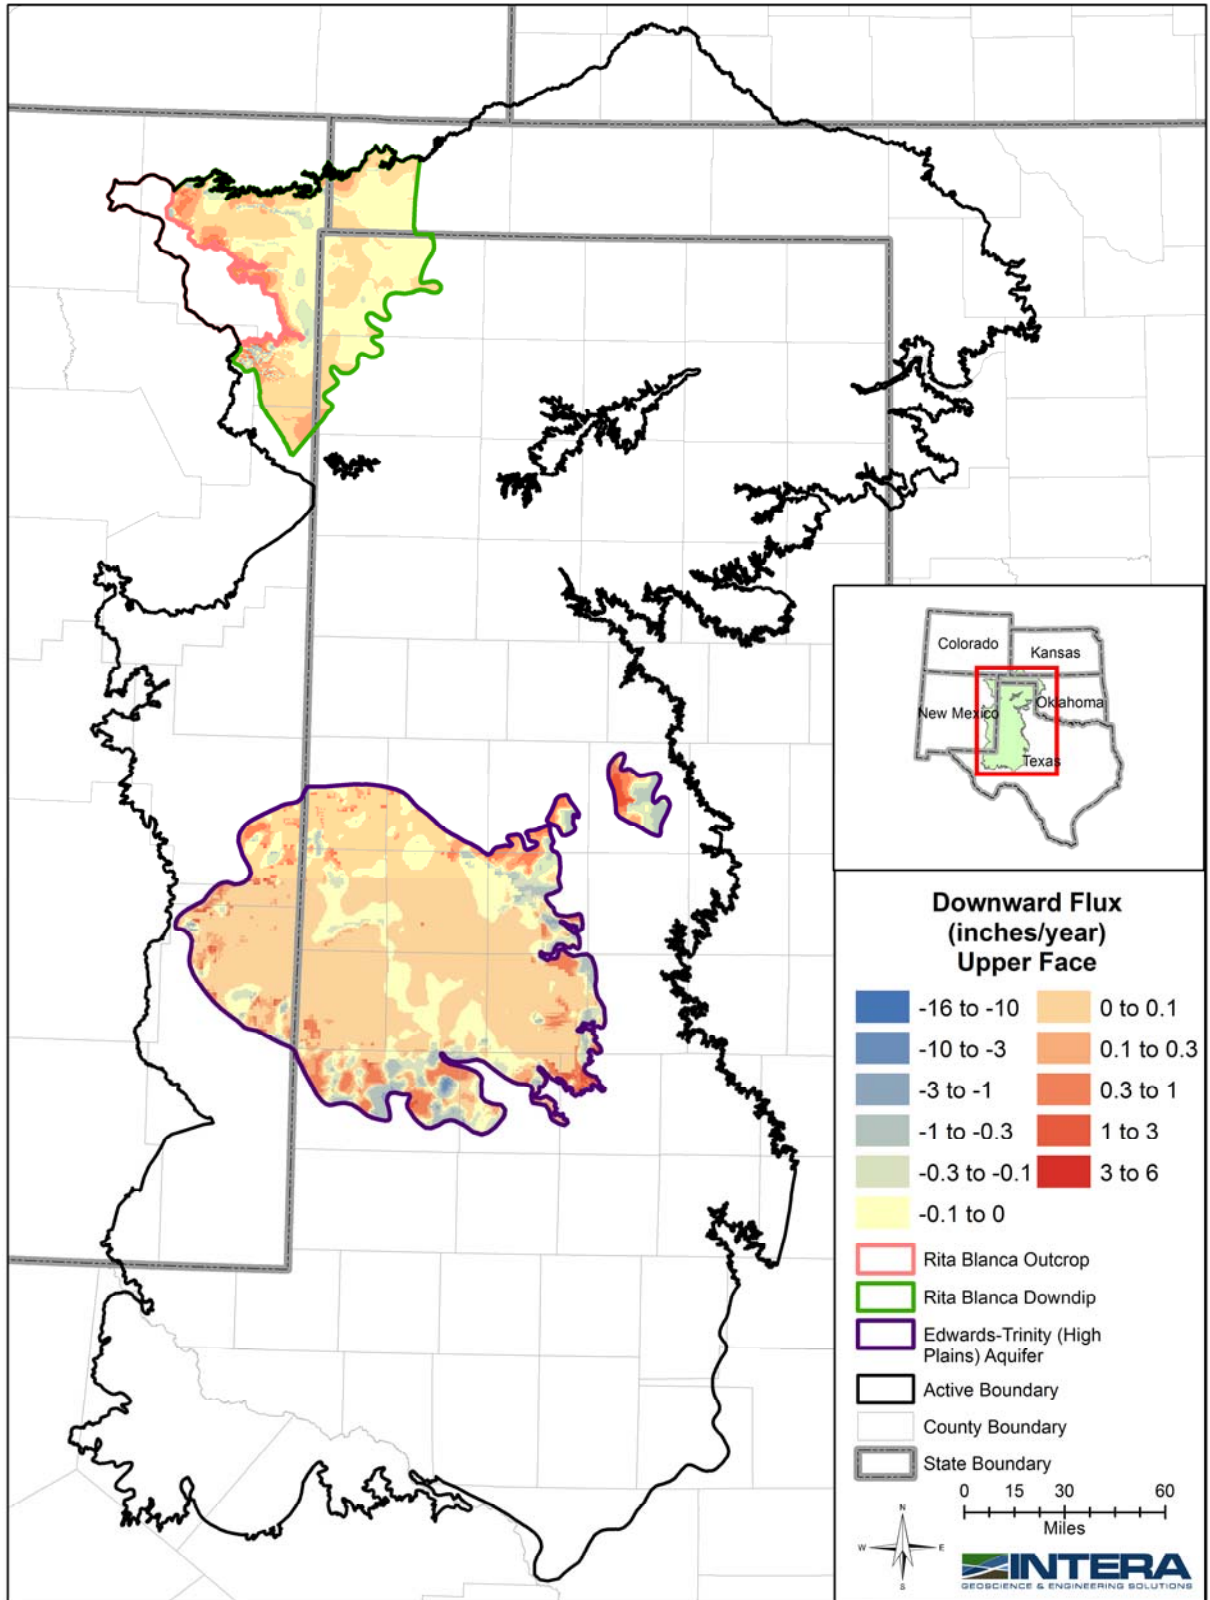 Colorado
Kansas
New Mexico
Oklahoma
Texas
Downward Flux
(inches/year)
Upper Face
-16 to -10
0 to 0.1
-10 to -3
0.1 to 0.3
-3 to -1
0.3 to 1
-1 to -0.3
1 to 3
-0.3 to -0.1
3 to 6
-0.1 to 0
Rita Blanca Outcrop
Rita Blanca Downdip
Edwards-Trinity (High
Plains) Aquifer
Active Boundary
County Boundary
State Boundary
0 15 30 60
Miles
N
W E
S
INTERA
GEOSCIENCE & ENGINEERING SOLUTIONS